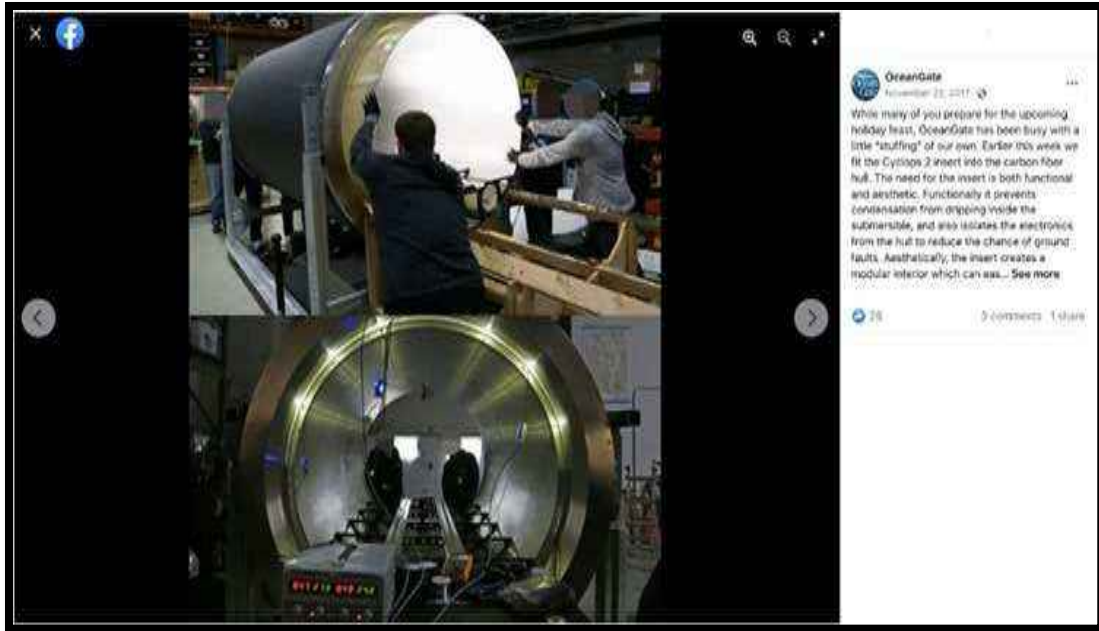 OceanGate
November 22, 2017
While many of you prepare for the upcoming
holiday feast, OceanGate has been busy with a
little "stuffing" of our own. Earlier this week we
fit the Cyclops 2 insert into the carbon fiber
hull. The need for the insert is both functional
and aesthetic. Functionally it prevents
condensation from dripping inside the
submersible, and also isolates the electronics
from the hull to reduce the chance of ground
faults. Aesthetically, the insert creates a
modular interior which can eas... See more
3 comments 1 share